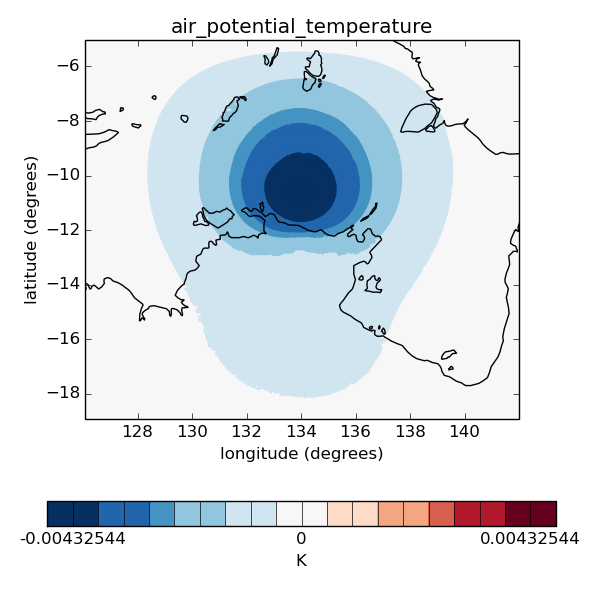 air_potential_temperature
−6
−8
−10
−12
−14
−16
−18
latitude (degrees)
128 130 132 134 136 138 140
longitude (degrees)
-0.00432544 0 0.00432544
K